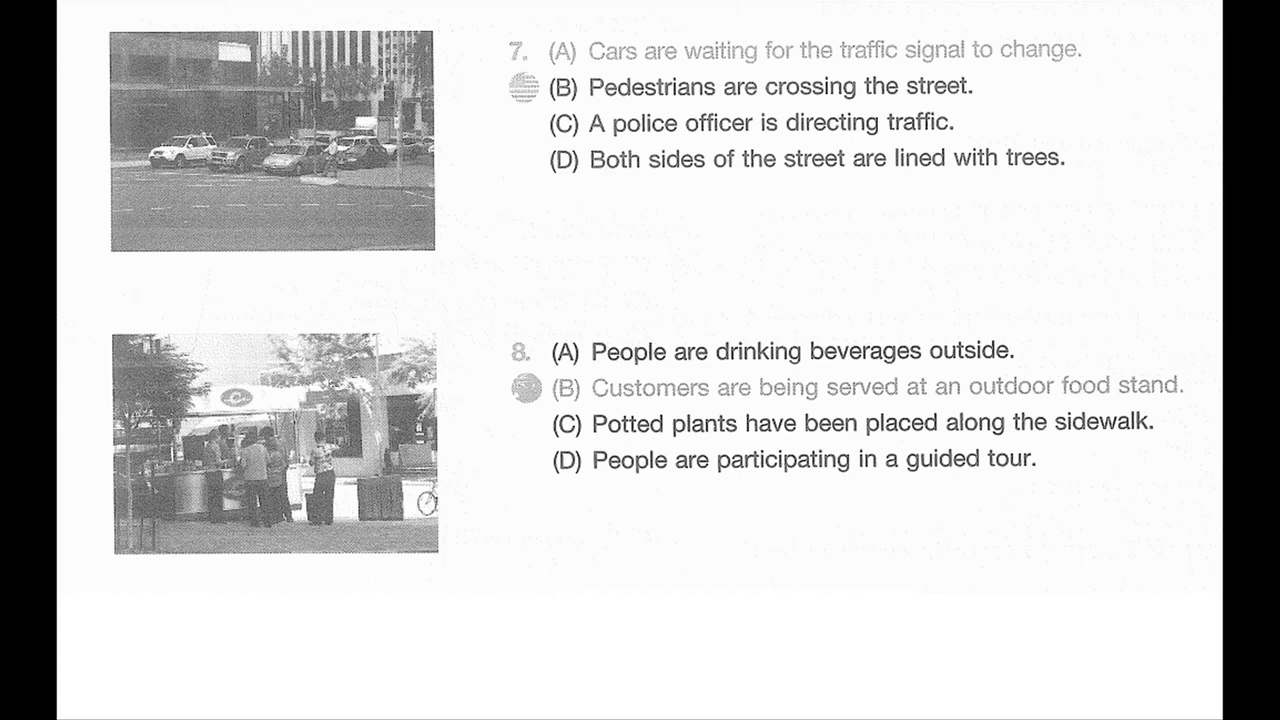 7. (A) Cars are waiting for the traffic signal to change.
(B) Pedestrians are crossing the street.
(C) A police officer is directing traffic.
(D) Both sides of the street are lined with trees.
8. (A) People are drinking beverages outside.
(B) Customers are being served at an outdoor food stand.
(C) Potted plants have been placed along the sidewalk.
(D) People are participating in a guided tour.